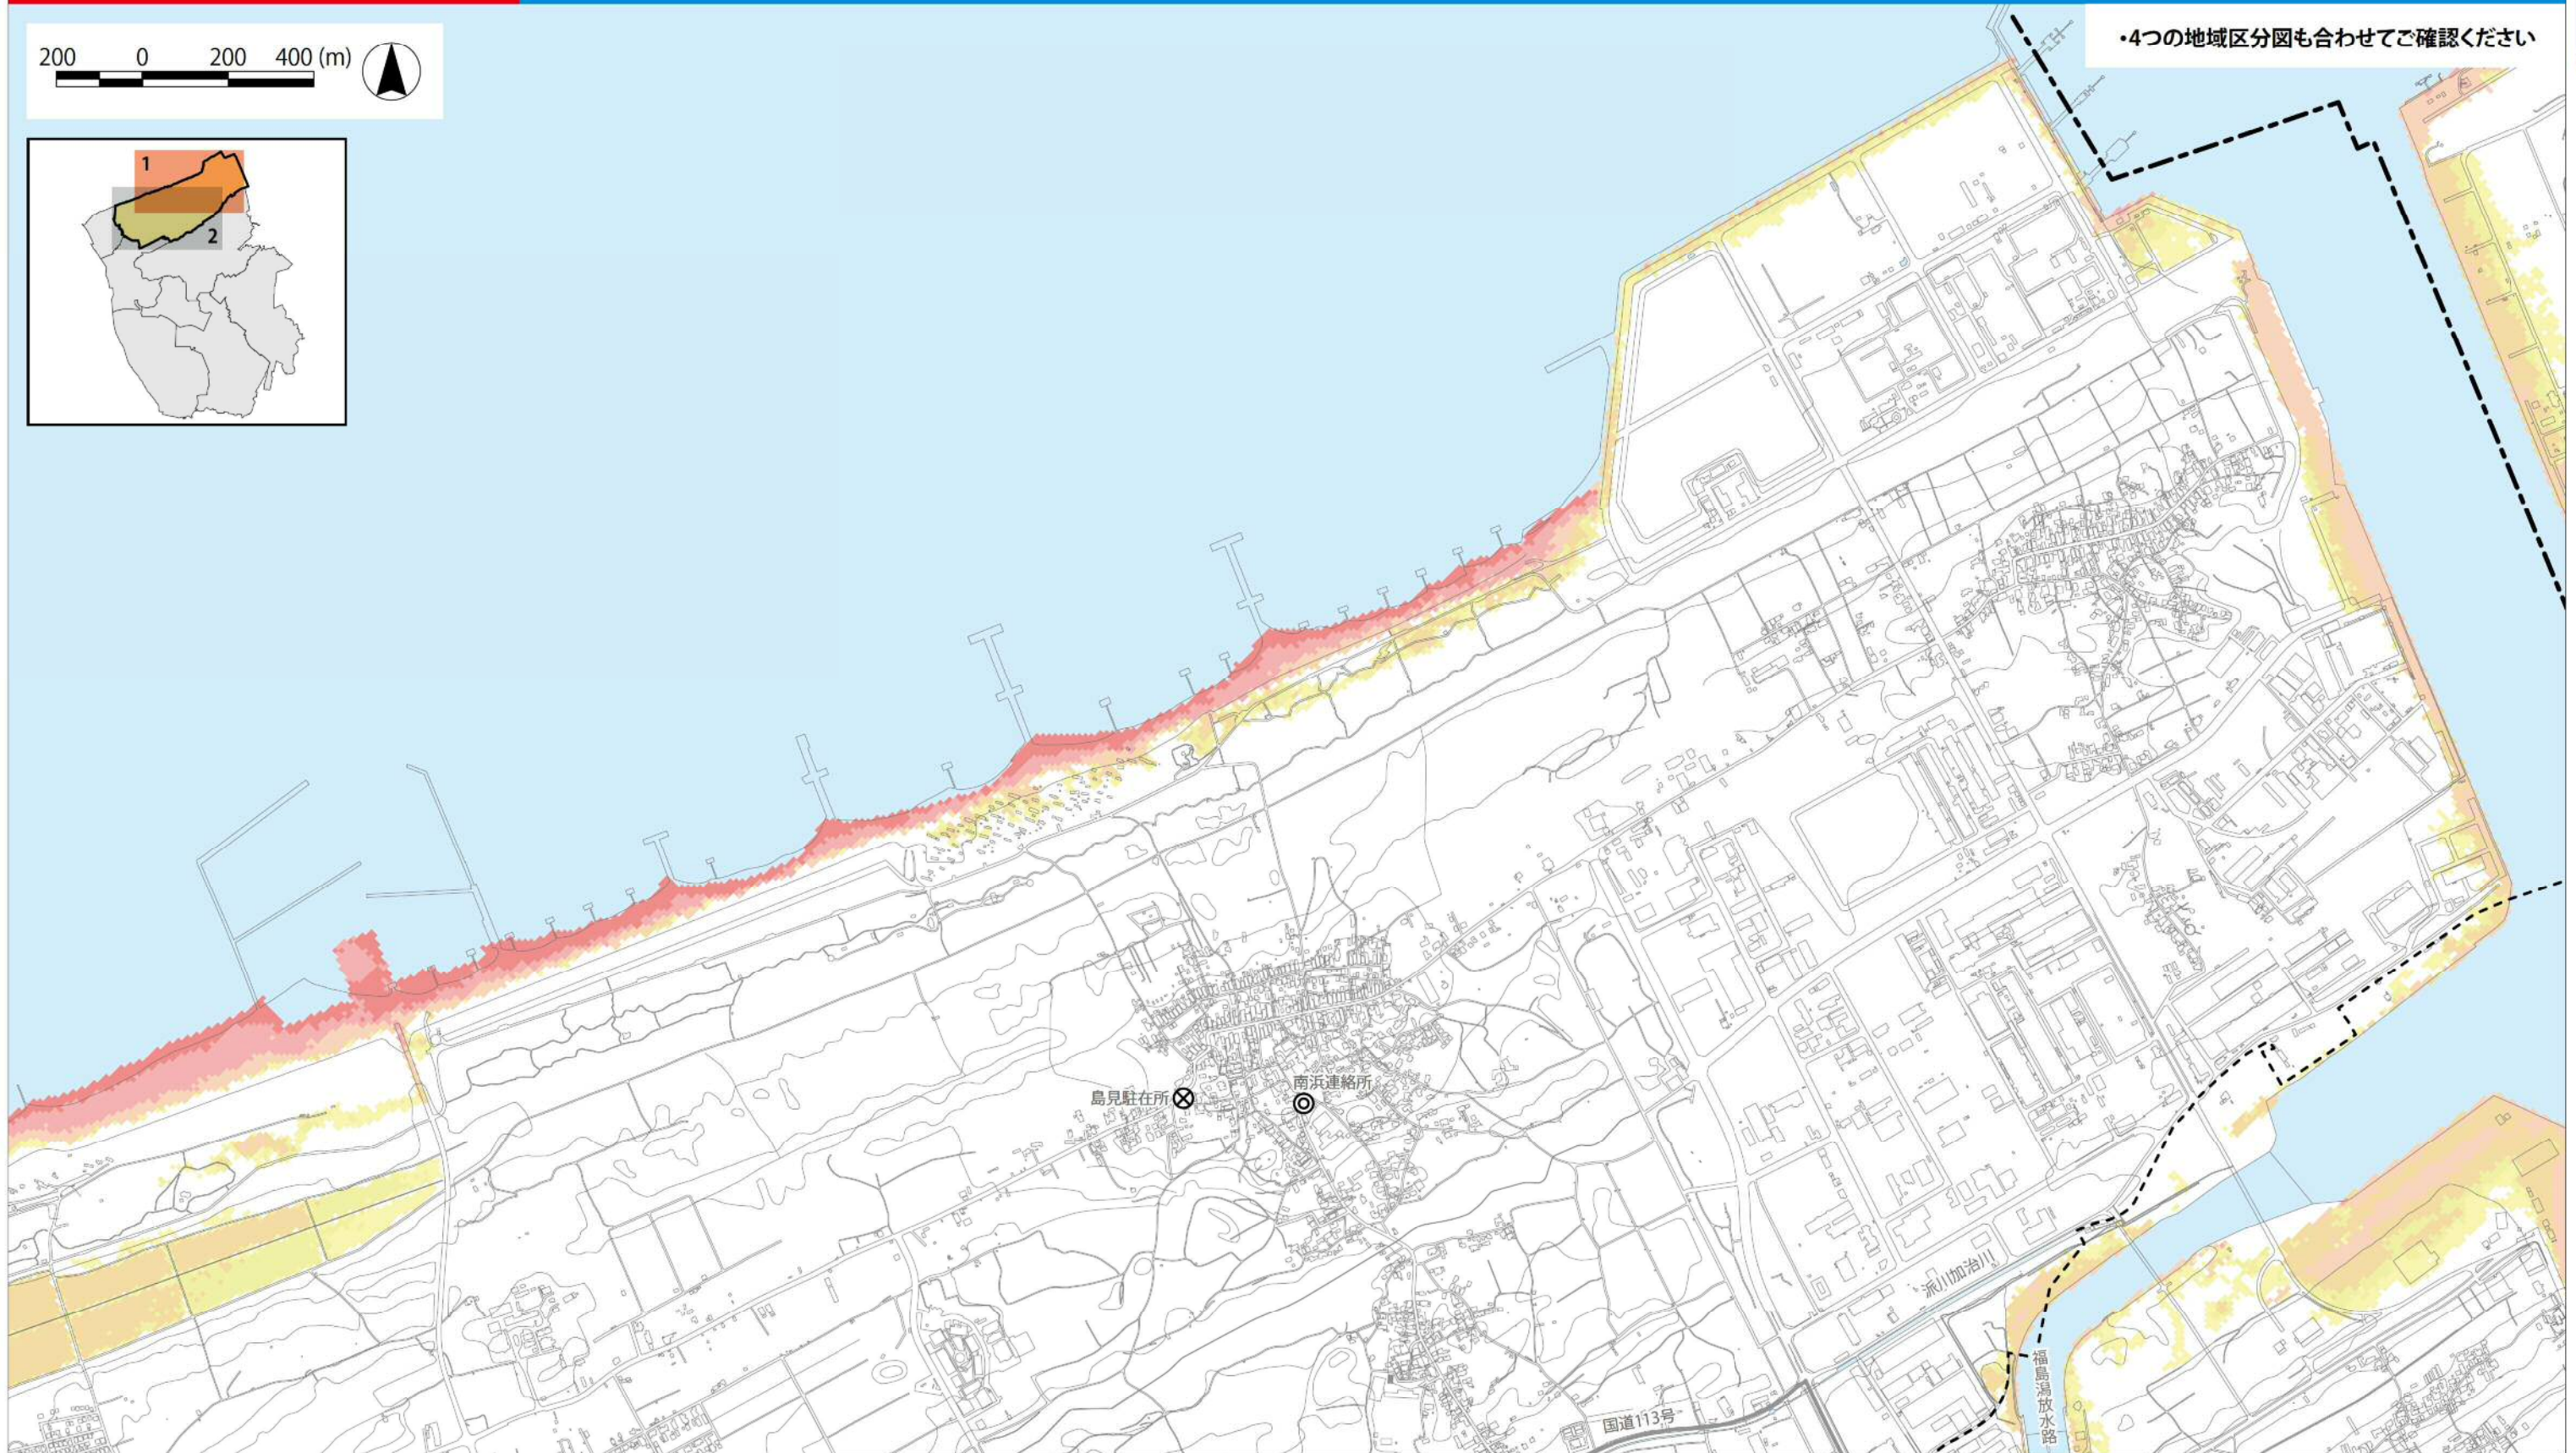 200 0 200 400 (m)
・4つの地域区分図も合わせてご確認ください
1
2
島見駐在所
南浜連絡所
派川加治川
福島潟放水路
国道113号